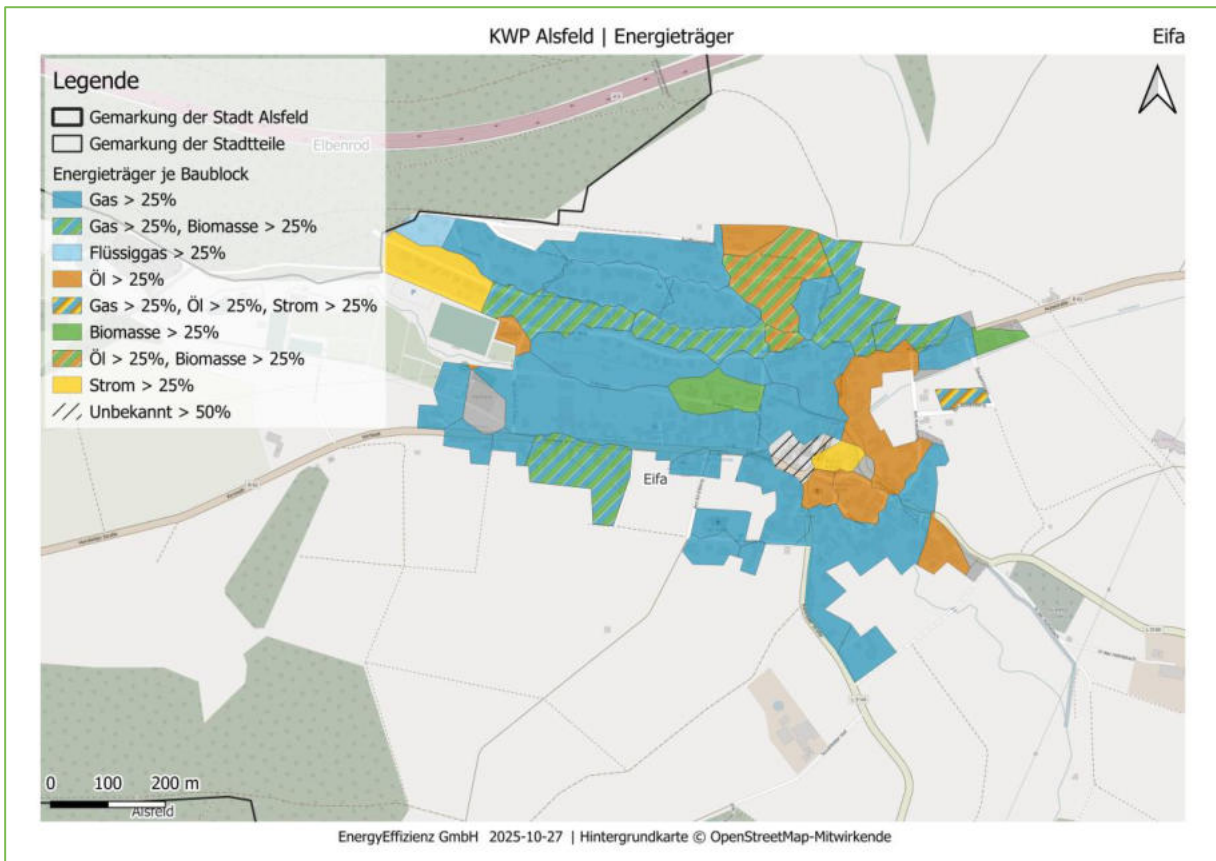 KWP Alsfeld | Energieträger
Eifa
Legende
Gemarkung der Stadt Alsfeld
Gemarkung der Stadtteile
Energieträger je Baublock
Gas > 25%
Gas > 25%, Biomasse > 25%
Flüssiggas > 25%
Öl > 25%
Gas > 25%, Öl > 25%, Strom > 25%
Biomasse > 25%
Öl > 25%, Biomasse > 25%
Strom > 25%
Unbekannt > 50%
Elbenrod
Eifa
0 100 200 m
Alsfeld
EnergyEffizienz GmbH 2025-10-27 | Hintergrundkarte © OpenStreetMap-Mitwirkende